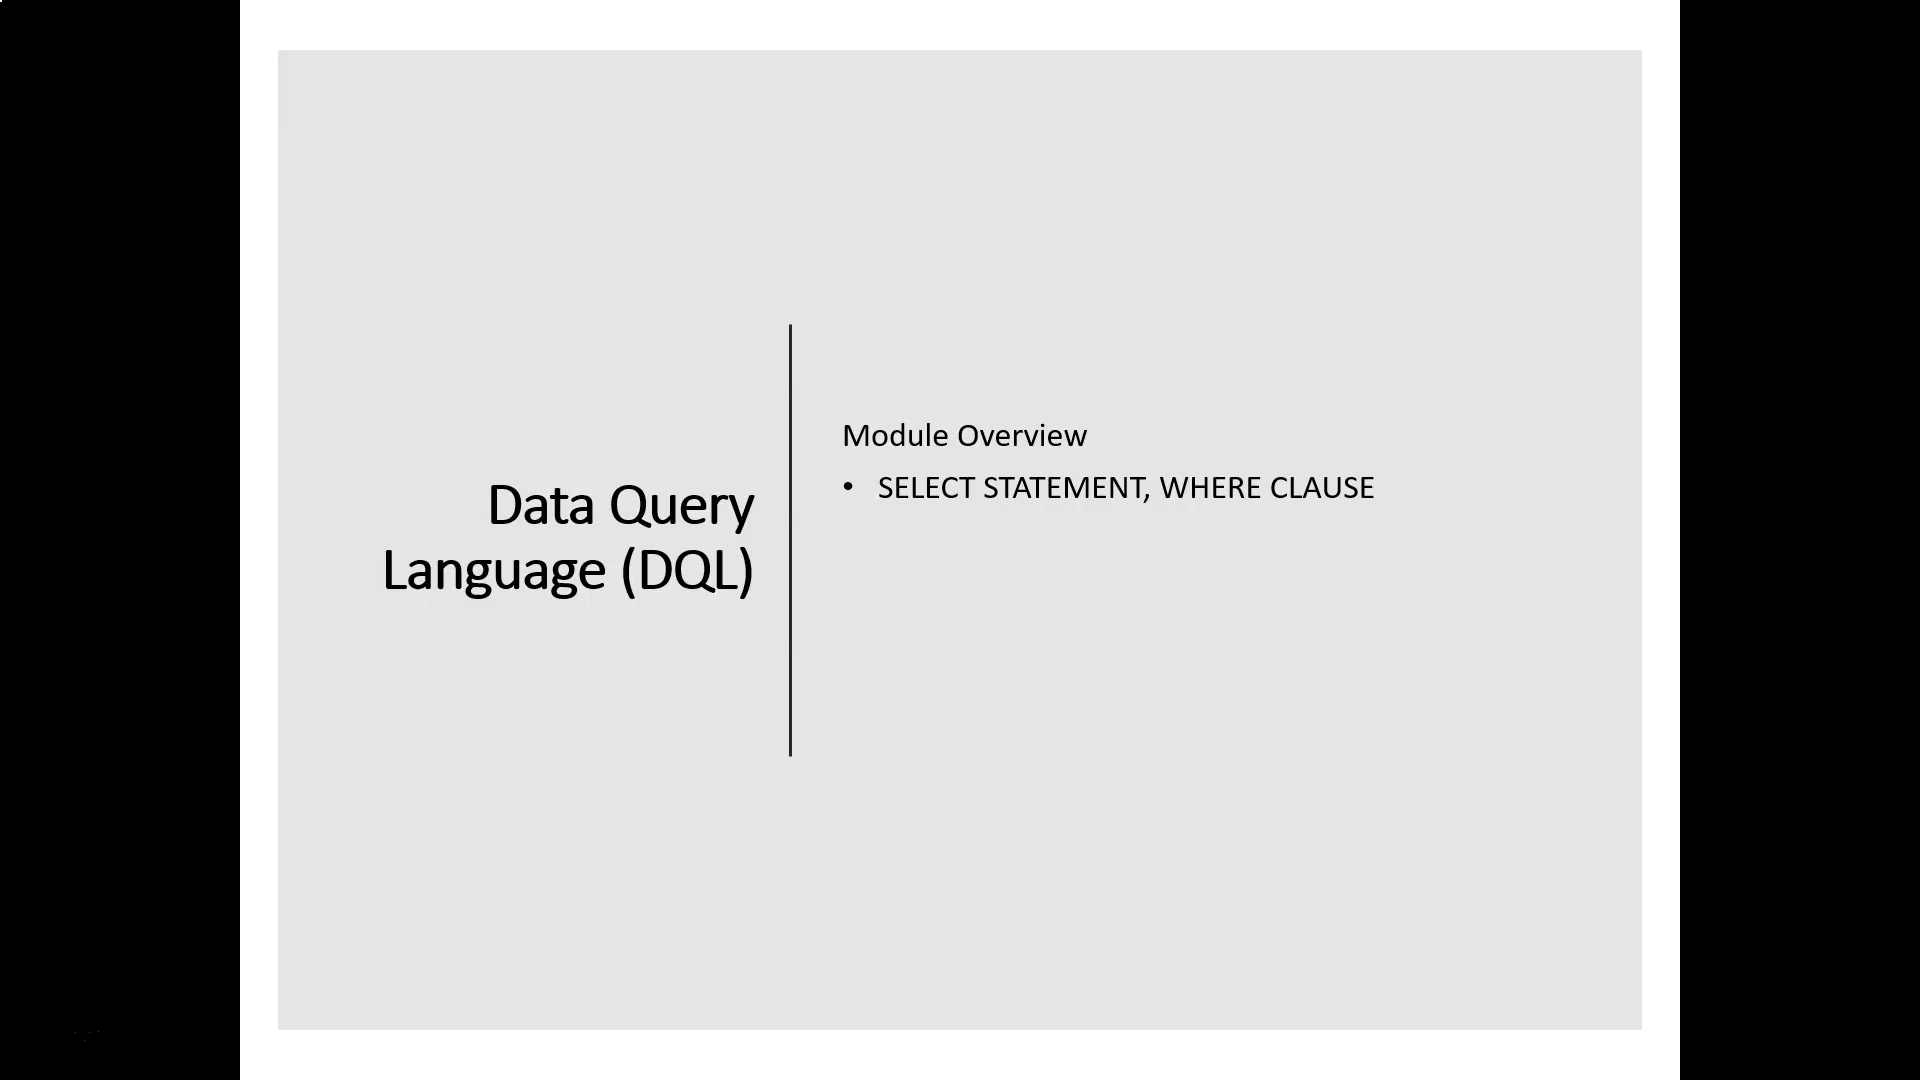 Data Query
Language (DQL)
Module Overview
• SELECT STATEMENT, WHERE CLAUSE